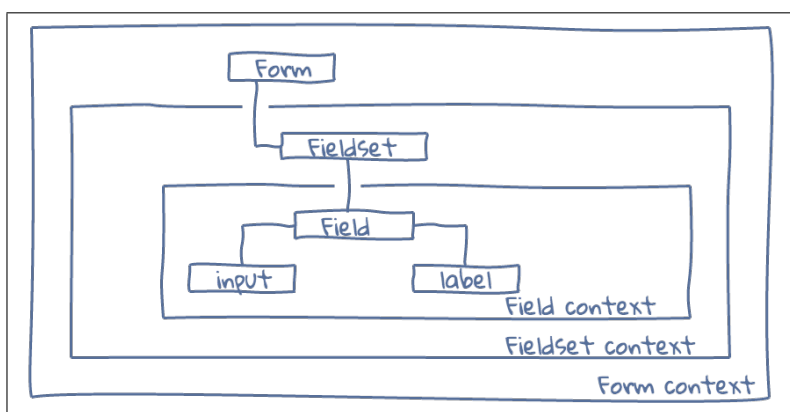 Form
Fieldset
Field
input label
Field context
Fieldset context
Form context